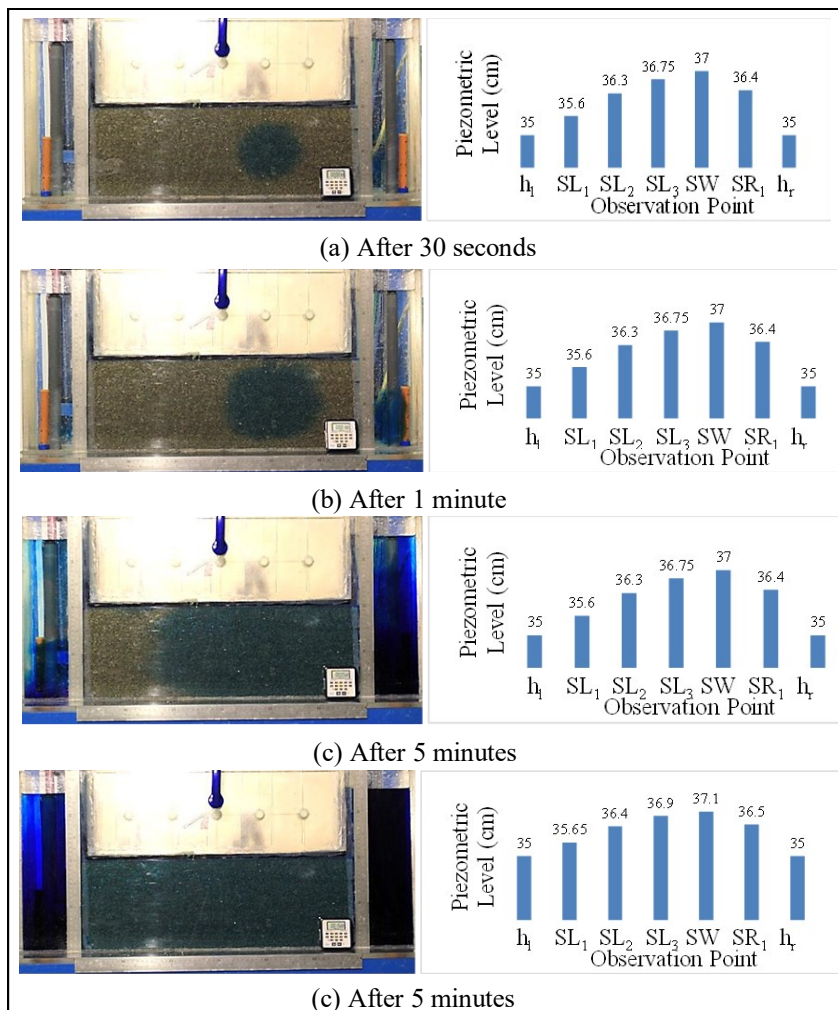 37
36.75
36.3
36.4
35.6
35
35
Piezometric
Level (cm)
hl SL1 SL2 SL3 SW SR1 hr
Observation Point
(a) After 30 seconds
37
36.75
36.3
36.4
35.6
35
35
Piezometric
Level (cm)
hl SL1 SL2 SL3 SW SR1 hr
Observation Point
(b) After 1 minute
37
36.75
36.3
36.4
35.6
35
35
Piezometric
Level (cm)
hl SL1 SL2 SL3 SW SR1 hr
Observation Point
(c) After 5 minutes
37.1
36.9
36.4
36.5
35.65
35
35
Piezometric
Level (cm)
hl SL1 SL2 SL3 SW SR1 hr
Observation Point
(c) After 5 minutes